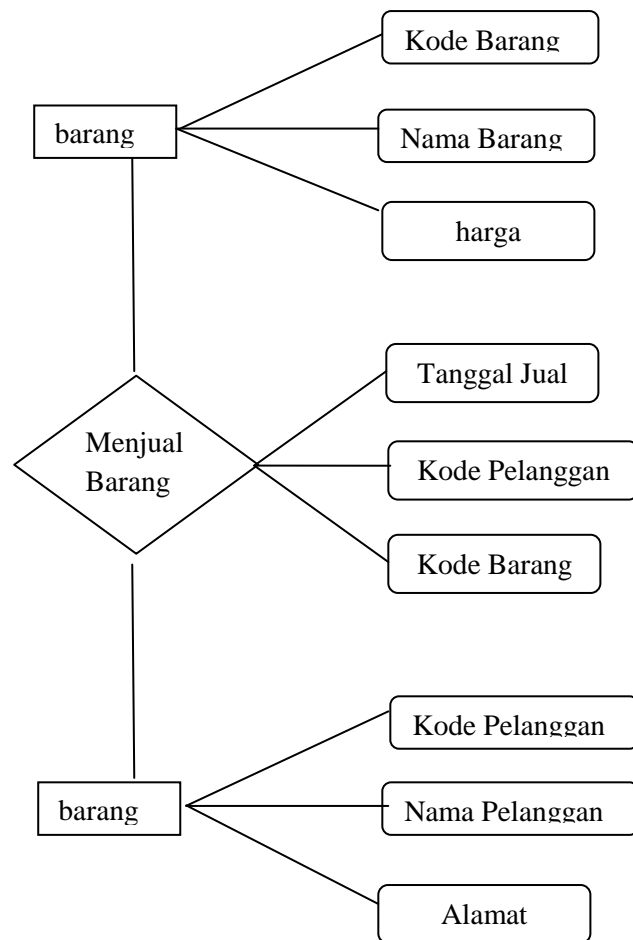 Kode Barang
barang
Nama Barang
harga
Tanggal Jual
Menjual
Barang
Kode Pelanggan
Kode Barang
Kode Pelanggan
barang
Nama Pelanggan
Alamat